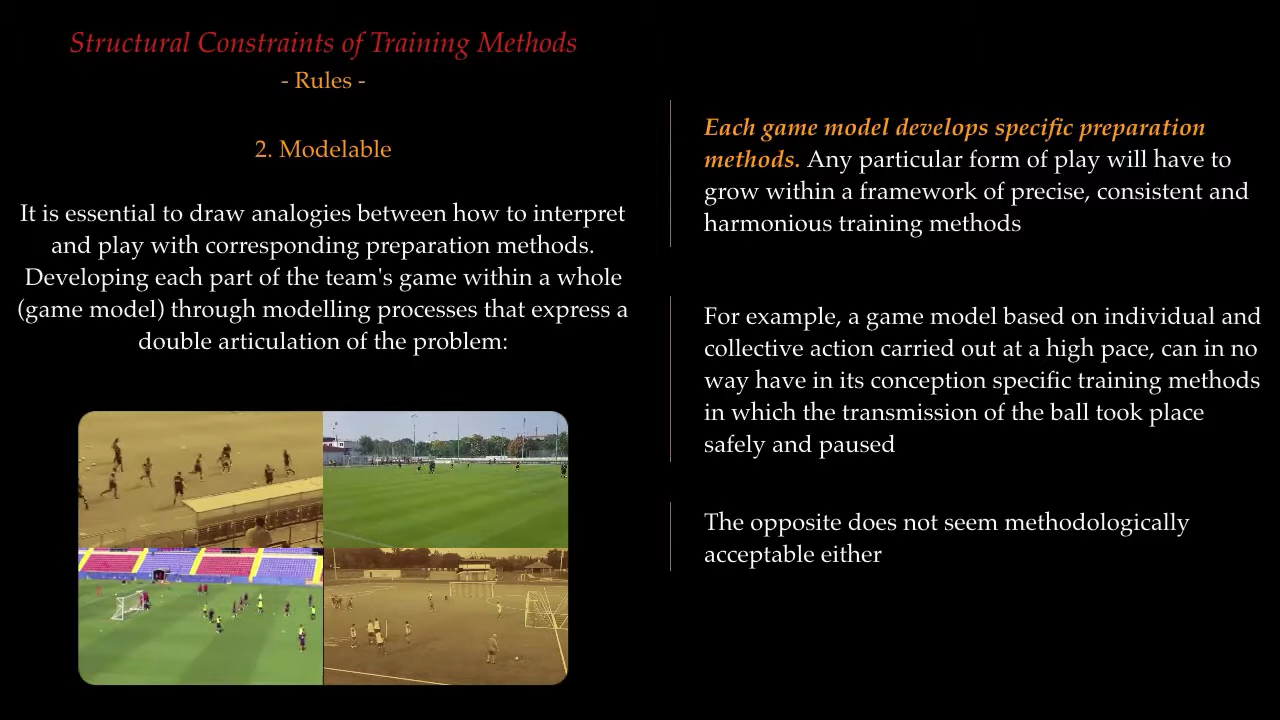 Structural Constraints of Training Methods
- Rules -
2. Modelable
It is essential to draw analogies between how to interpret
and play with corresponding preparation methods.
Developing each part of the team's game within a whole
(game model) through modelling processes that express a
double articulation of the problem:
Each game model develops specific preparation
methods. Any particular form of play will have to
grow within a framework of precise, consistent and
harmonious training methods
For example, a game model based on individual and
collective action carried out at a high pace, can in no
way have in its conception specific training methods
in which the transmission of the ball took place
safely and paused
The opposite does not seem methodologically
acceptable either